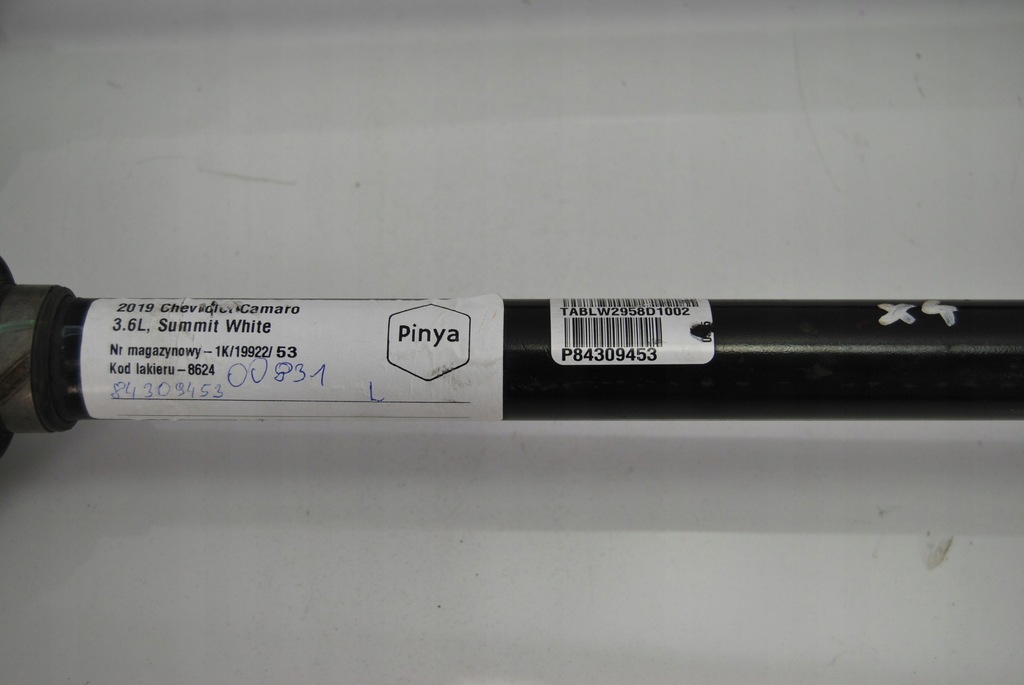 2019 Chevrolet Camaro
3.6L, Summit White
Nr magazynowy – 1K/19922/ 53
Kod lakieru – 8624 00831
84309453 L
Pinya
TABLW2958D1002
P84309453